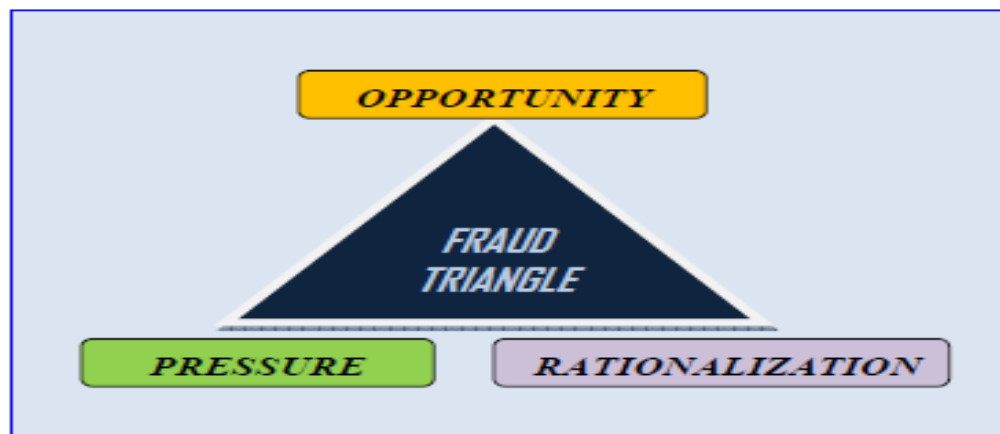 OPPORTUNITY
FRAUD
TRIANGLE
PRESSURE
RATIONALIZATION